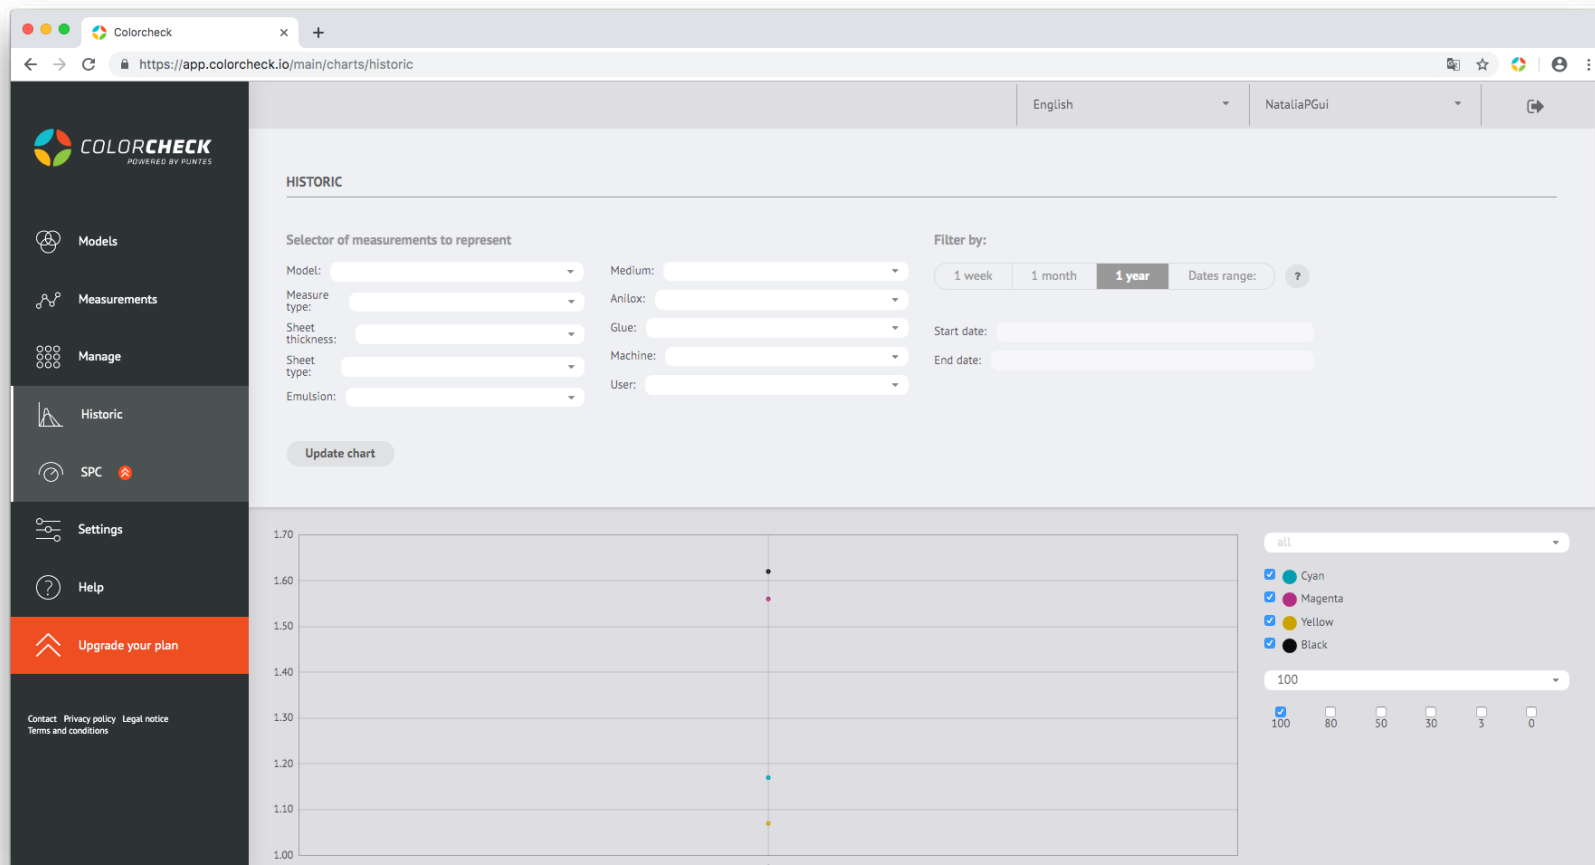 Colorcheck
https://app.colorcheck.io/main/charts/historic
English
NataliaPGui
COLORCHECK
POWERED BY PUNTES
Models
Measurements
Manage
Historic
SPC
Settings
Help
Upgrade your plan
Contact Privacy policy Legal notice
Terms and conditions
HISTORIC
Selector of measurements to represent
Model:
Measure
type:
Sheet
thickness:
Sheet
type:
Emulsion:
Medium:
Anilox:
Glue:
Machine:
User:
Filter by:
1 week 1 month 1 year Dates range: ?
Start date:
End date:
Update chart
1.70
1.60
1.50
1.40
1.30
1.20
1.10
1.00
all
Cyan
Magenta
Yellow
Black
100
100 80 50 30 3 0